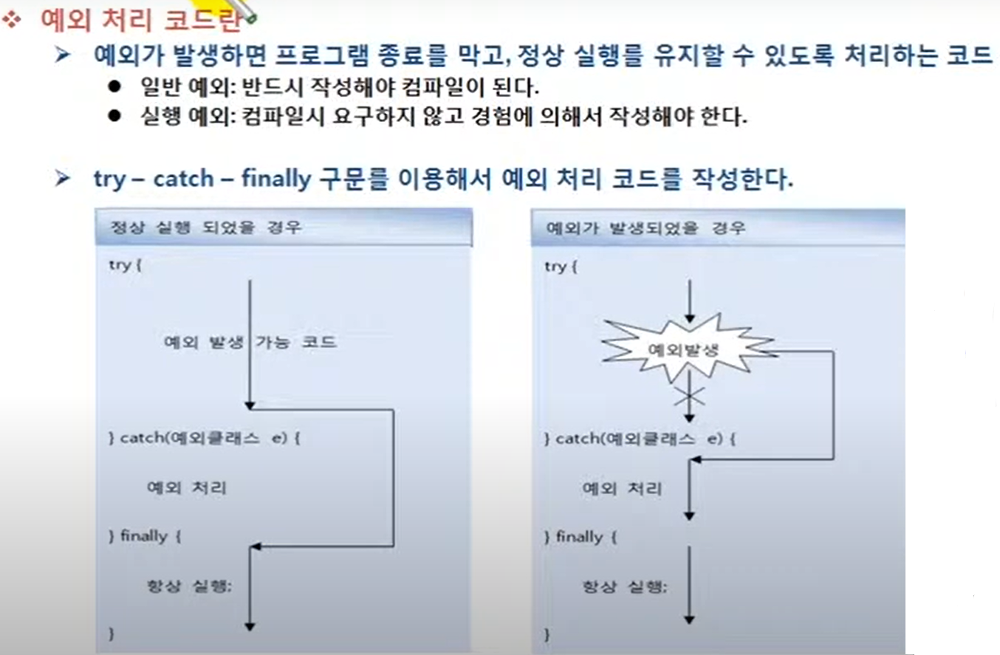 예외 처리 코드란
예외가 발생하면 프로그램 종료를 막고, 정상 실행를 유지할 수 있도록 처리하는 코드
일반 예외: 반드시 작성해야 컴파일이 된다.
실행 예외: 컴파일시 요구하지 않고 경험에 의해서 작성해야 한다.
try – catch – finally 구문를 이용해서 예외 처리 코드를 작성한다.
정상 실행 되었을 경우
try {
예외 발생 가능 코드
} catch(예외클래스 e) {
예외 처리
} finally {
항상 실행;
}
예외가 발생되었을 경우
try {
예외발생
} catch(예외클래스 e) {
예외 처리
} finally {
항상 실행;
}